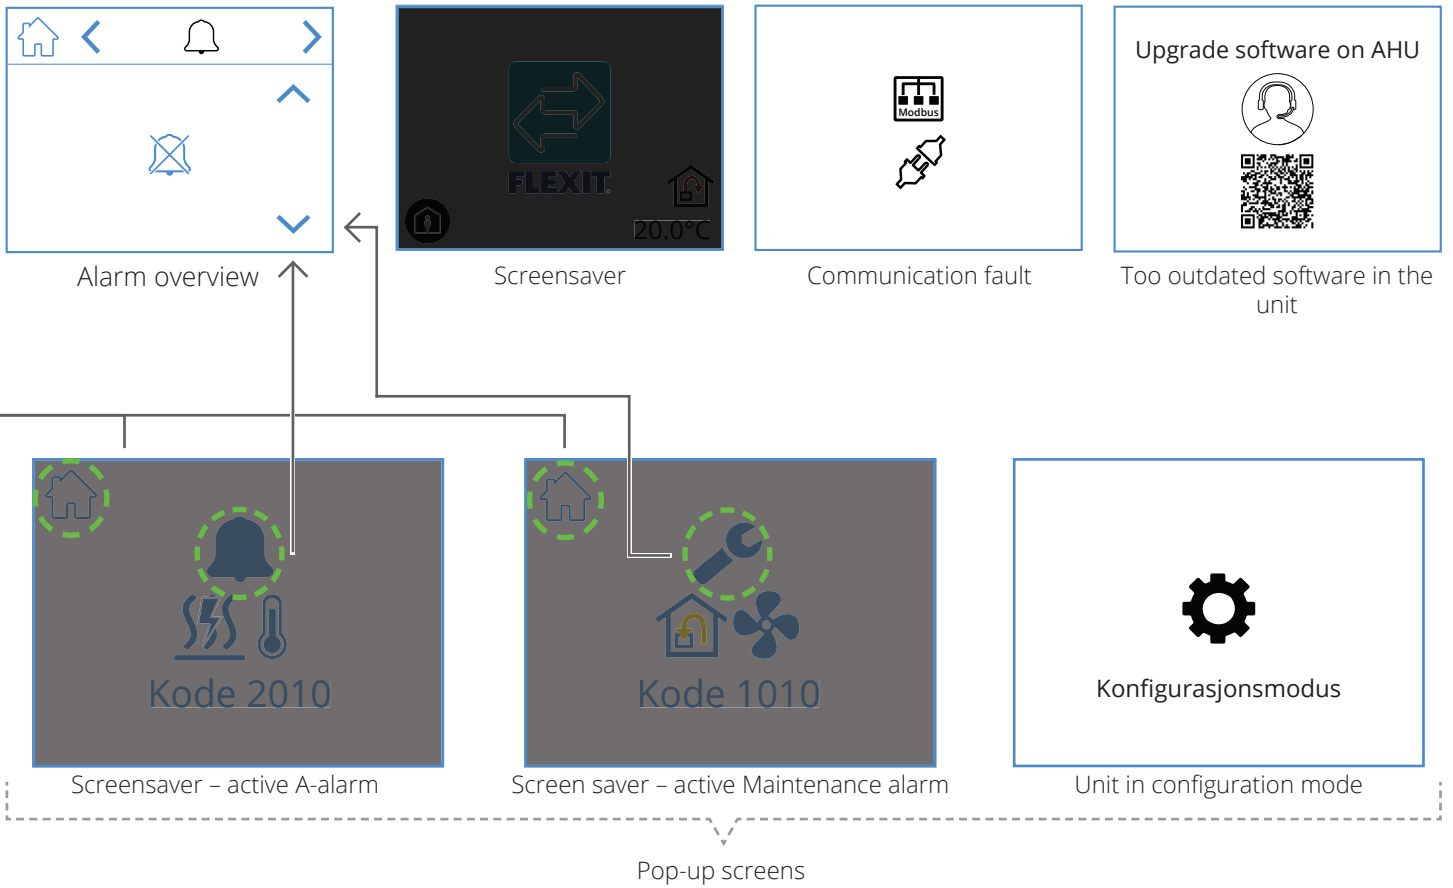 Upgrade software on AHU
Modbus
FLEXIT
20.0°C
Alarm overview
Screensaver
Communication fault
Too outdated software in the
unit
Kode 2010
Kode 1010
Konfigurasjonsmodus
Screensaver – active A-alarm
Screen saver – active Maintenance alarm
Unit in configuration mode
Pop-up screens